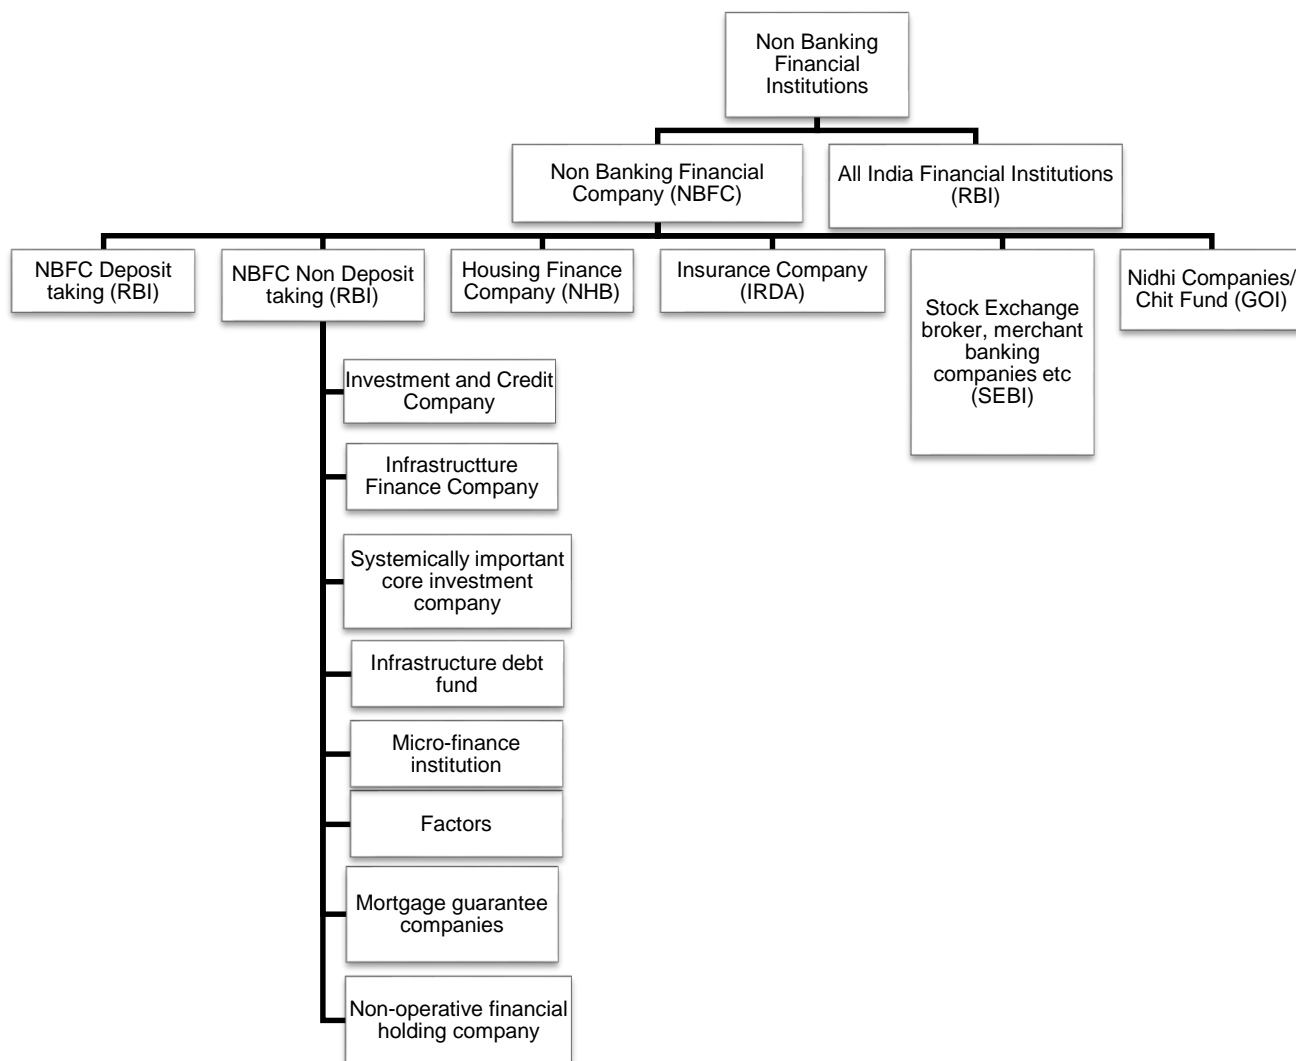 Non Banking
Financial
Institutions
Non Banking Financial
Company (NBFC)
All India Financial Institutions
(RBI)
NBFC Deposit
taking (RBI)
NBFC Non Deposit
taking (RBI)
Housing Finance
Company (NHB)
Insurance Company
(IRDA)
Stock Exchange
broker, merchant
banking
companies etc
(SEBI)
Nidhi Companies/
Chit Fund (GOI)
Investment and Credit
Company
Infrastructture
Finance Company
Systemically important
core investment
company
Infrastructure debt
fund
Micro-finance
institution
Factors
Mortgage guarantee
companies
Non-operative financial
holding company